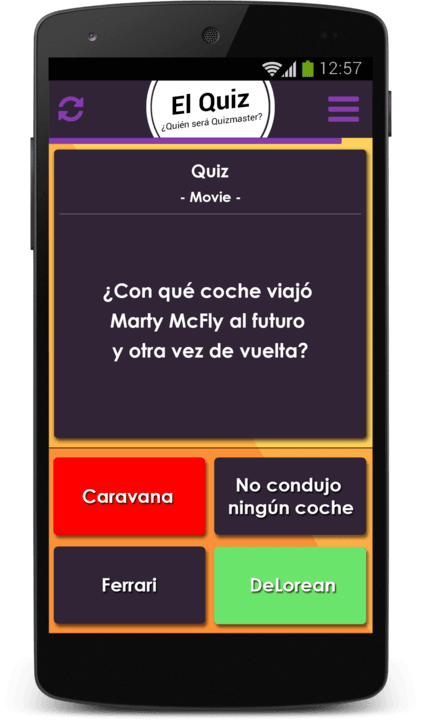 12:57
El Quiz
¿Quién será Quizmaster?
Quiz
- Movie -
¿Con qué coche viajó
Marty McFly al futuro
y otra vez de vuelta?
Caravana
No condujo
ningún coche
Ferrari
DeLorean